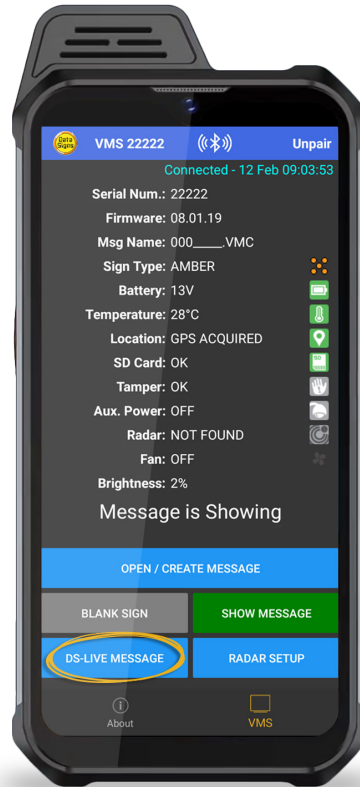 Data Signs
VMS 22222
Unpair
Connected - 12 Feb 09:03:53
Serial Num.: 22222
Firmware: 08.01.19
Msg Name: 000_____.VMC
Sign Type: AMBER
Battery: 13V
Temperature: 28°C
Location: GPS ACQUIRED
SD Card: OK
SD
Tamper: OK
Aux. Power: OFF
Radar: NOT FOUND
Fan: OFF
Brightness: 2%
Message is Showing
OPEN / CREATE MESSAGE
BLANK SIGN
SHOW MESSAGE
DS-LIVE MESSAGE
RADAR SETUP
About
VMS